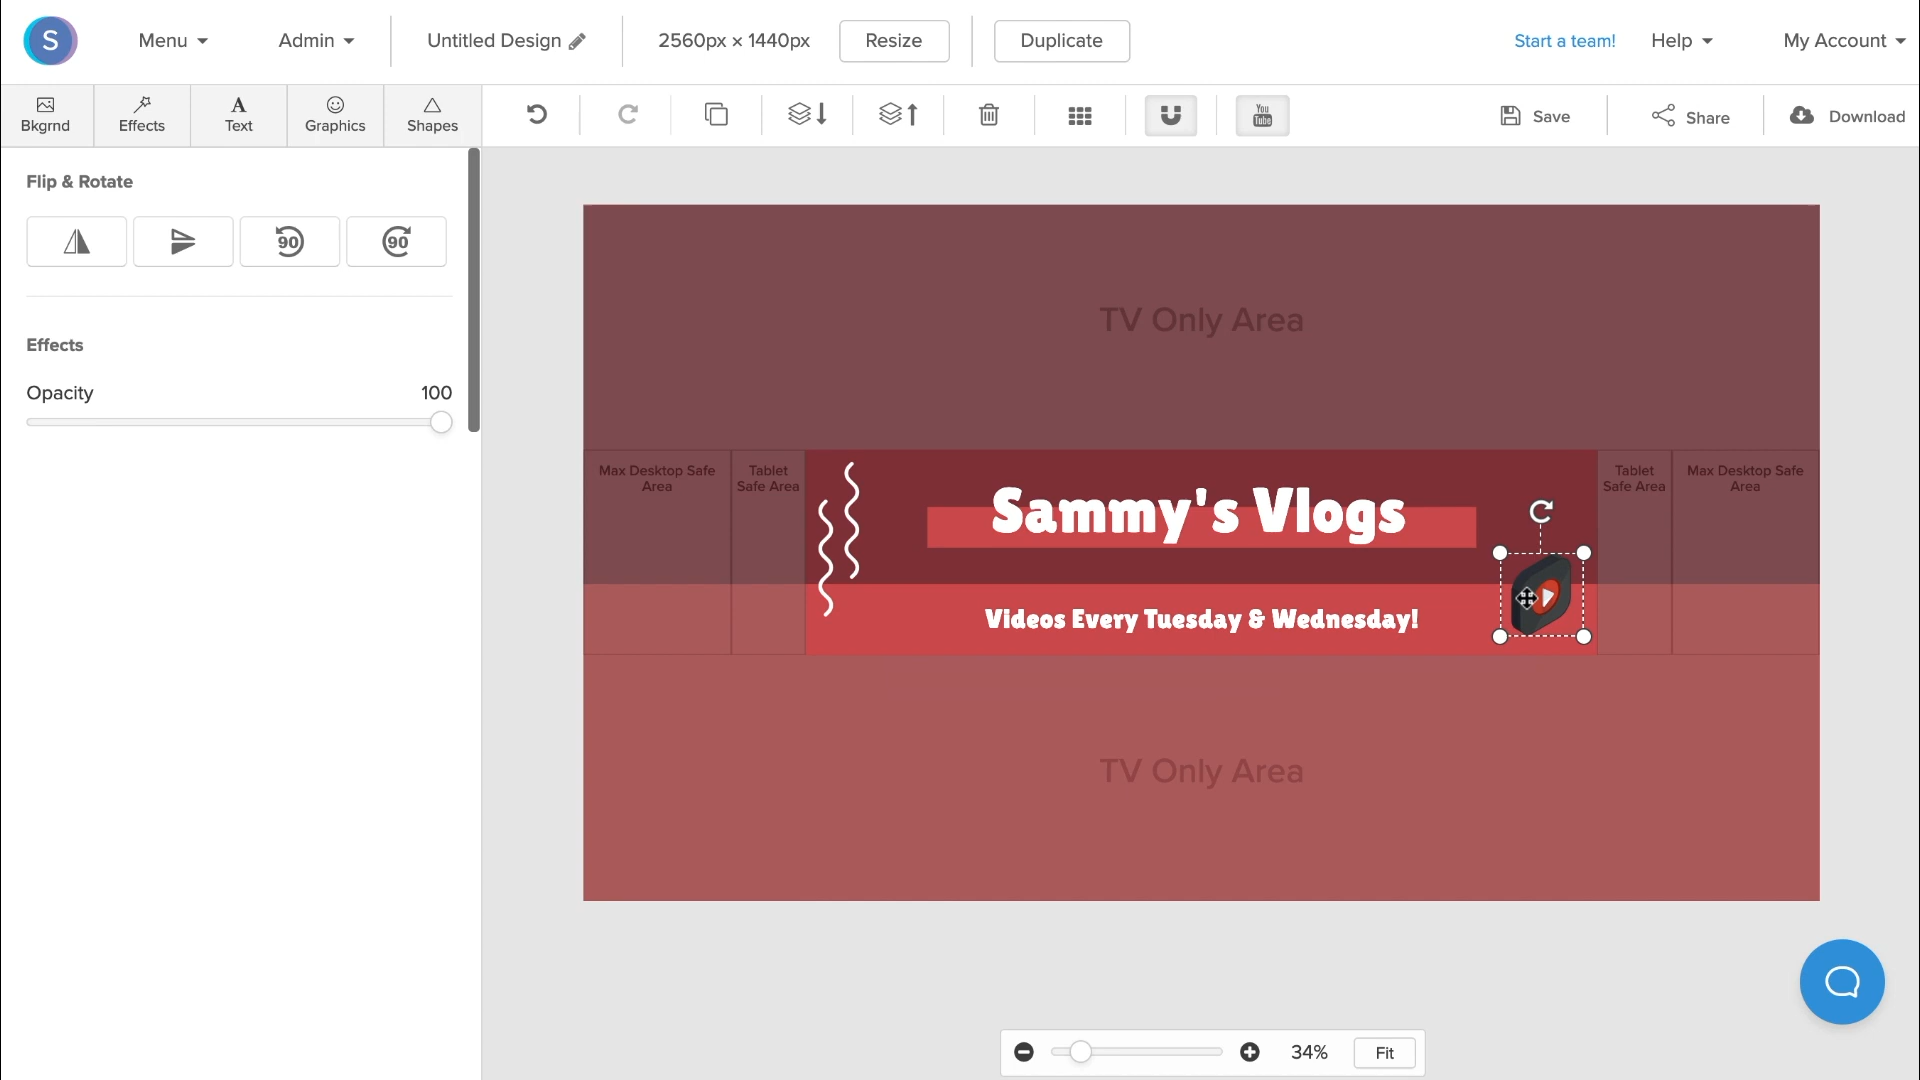 S Menu Admin Untitled Design 2560px × 1440px Resize Duplicate Start a team! Help My Account
Bkgrnd Effects Text Graphics Shapes You Tube Save Share Download
Flip & Rotate
90 90
Effects
Opacity 100
TV Only Area
Max Desktop Safe Area
Tablet Safe Area
Sammy's Vlogs
Videos Every Tuesday & Wednesday!
Tablet Safe Area
Max Desktop Safe Area
TV Only Area
34% Fit